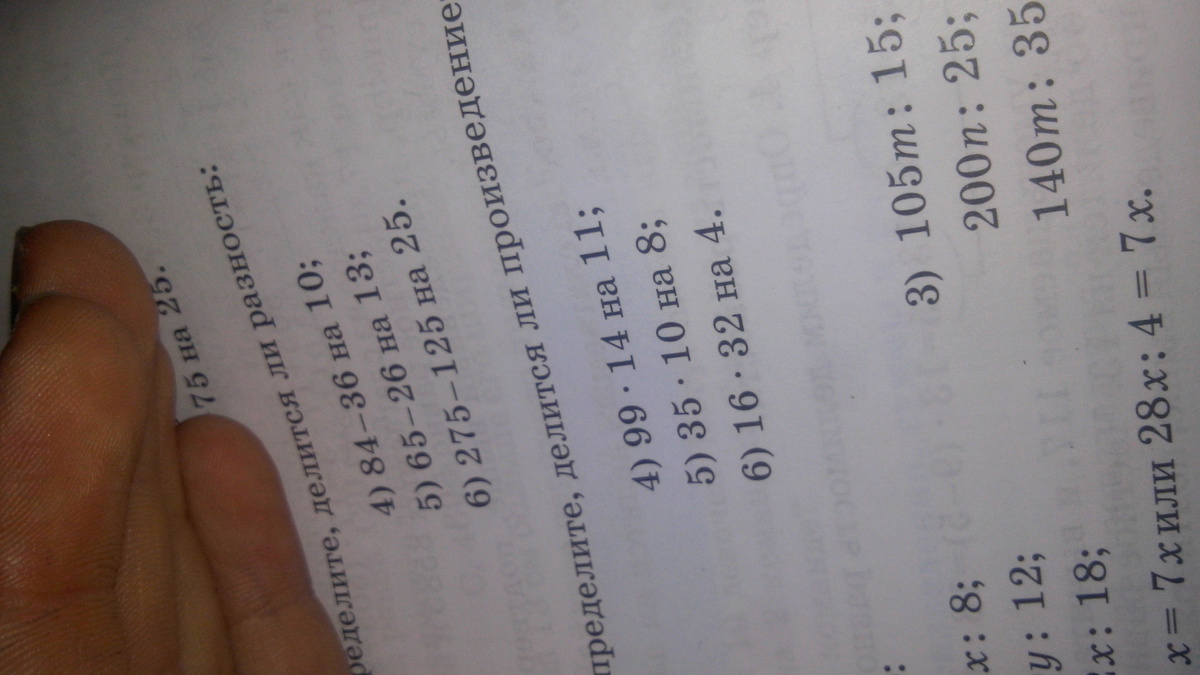 75 на 25.
ределите, делится ли разность:
4) 84–36 на 10;
5) 65–26 на 13;
6) 275–125 на 25.
пределите, делится ли произведение
4) 99 · 14 на 11;
5) 35 · 10 на 8;
6) 16 · 32 на 4.
:
x : 8; 3) 105m : 15;
y : 12; 200n : 25;
x : 18; 140m : 35
x = 7x или 28x : 4 = 7x.